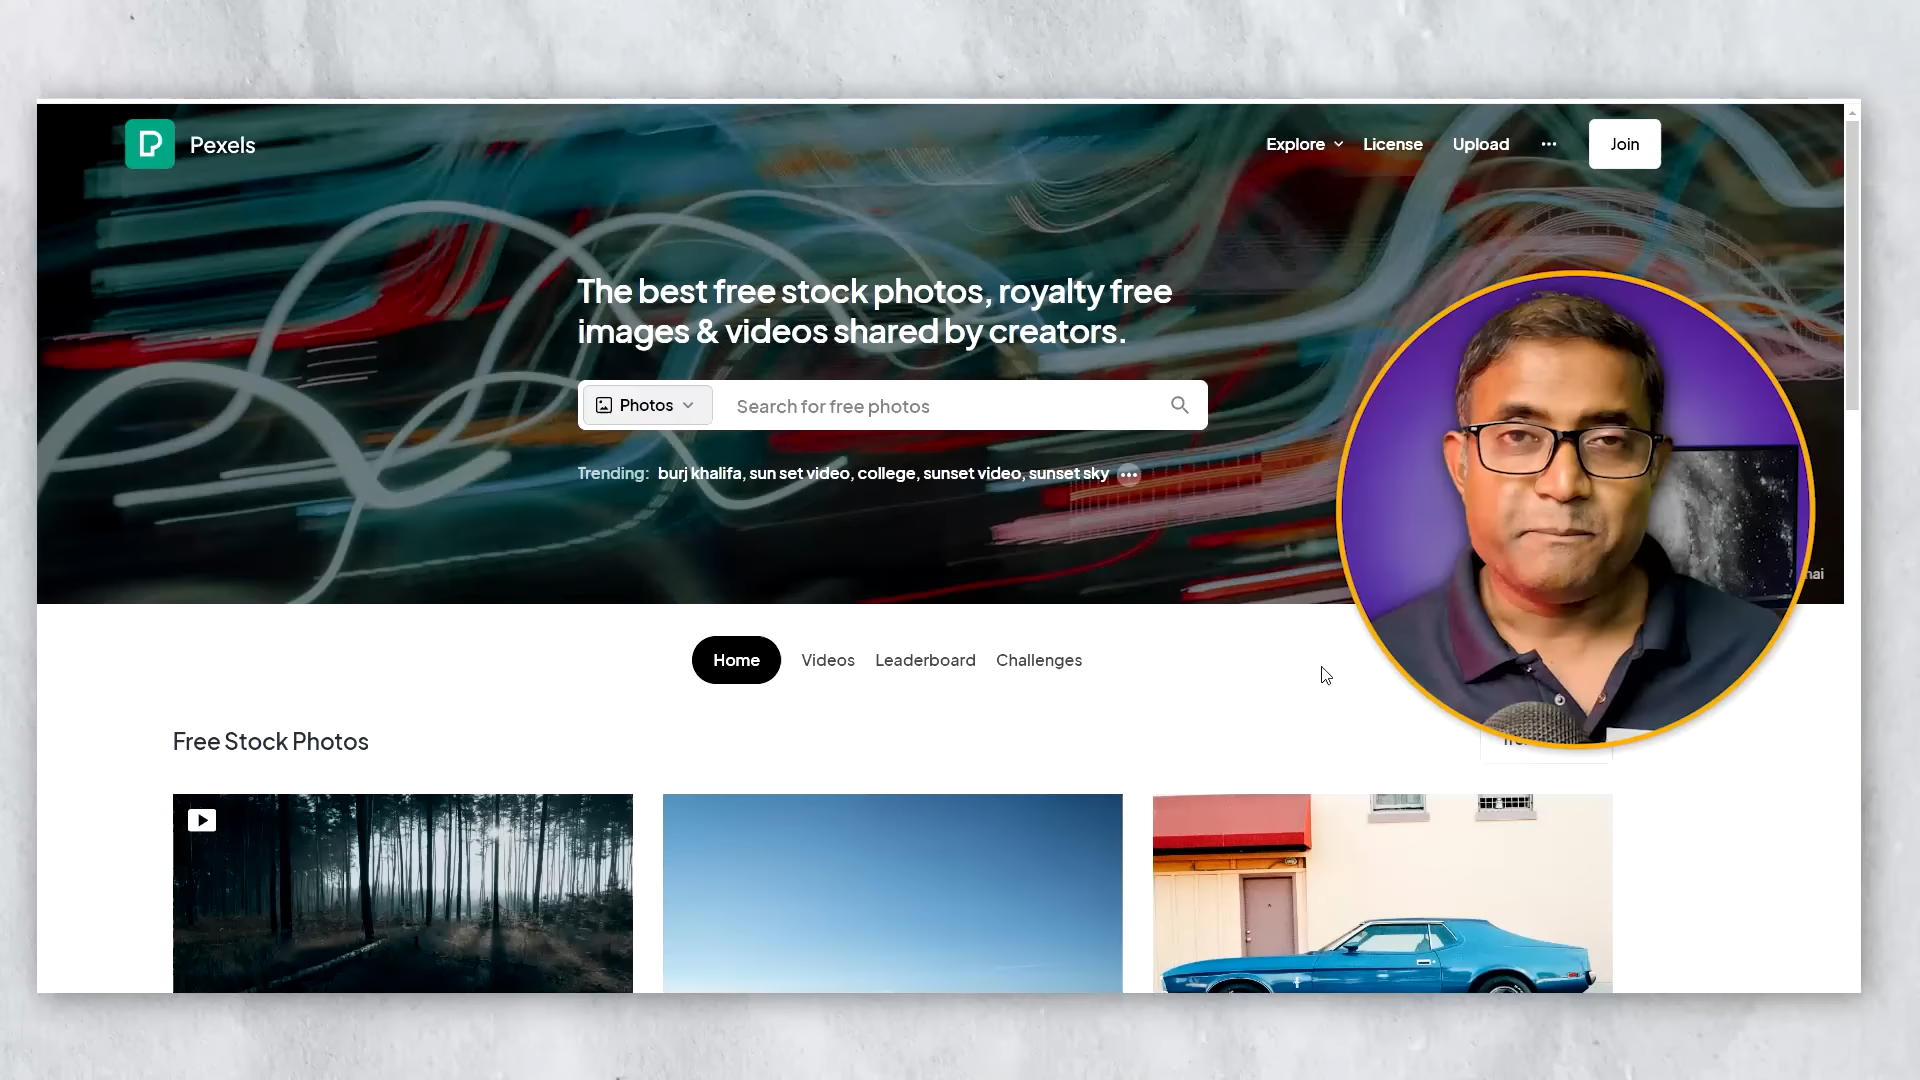 Pexels
Explore
License
Upload
Join
The best free stock photos, royalty free
images & videos shared by creators.
Photos
Search for free photos
Trending: burj khalifa, sun set video, college, sunset video, sunset sky
Home
Videos
Leaderboard
Challenges
Free Stock Photos